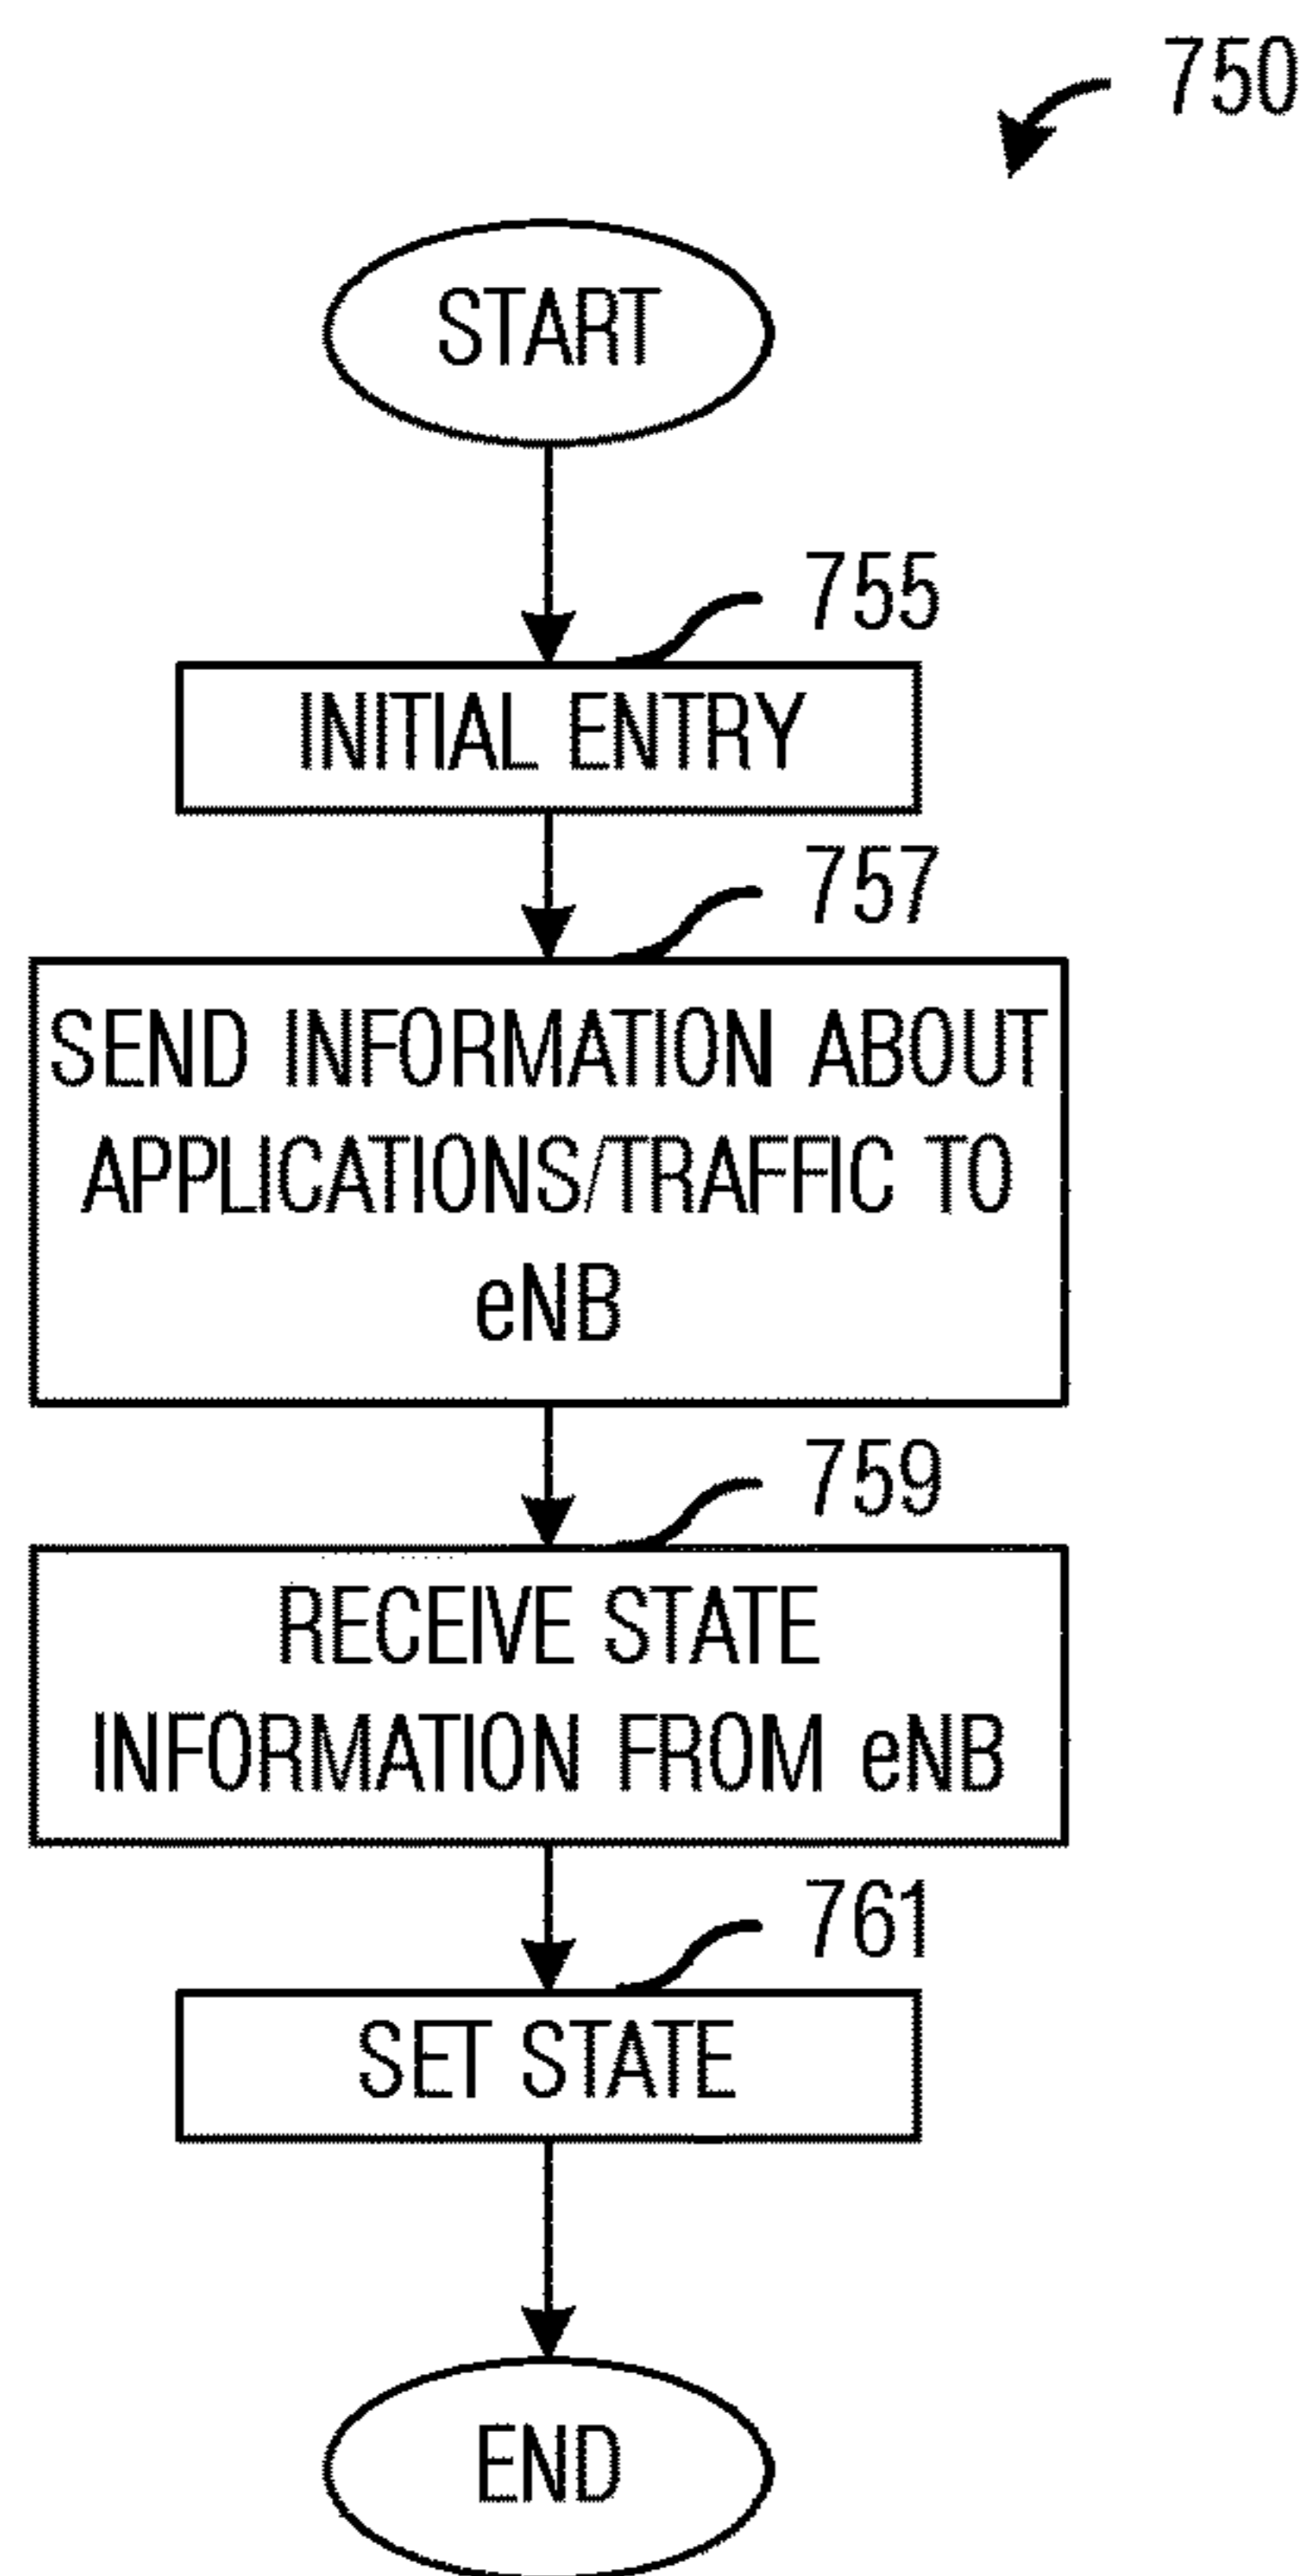 750
START
755
INITIAL ENTRY
757
SEND INFORMATION ABOUT
APPLICATIONS/TRAFFIC TO
eNB
759
RECEIVE STATE
INFORMATION FROM eNB
761
SET STATE
END